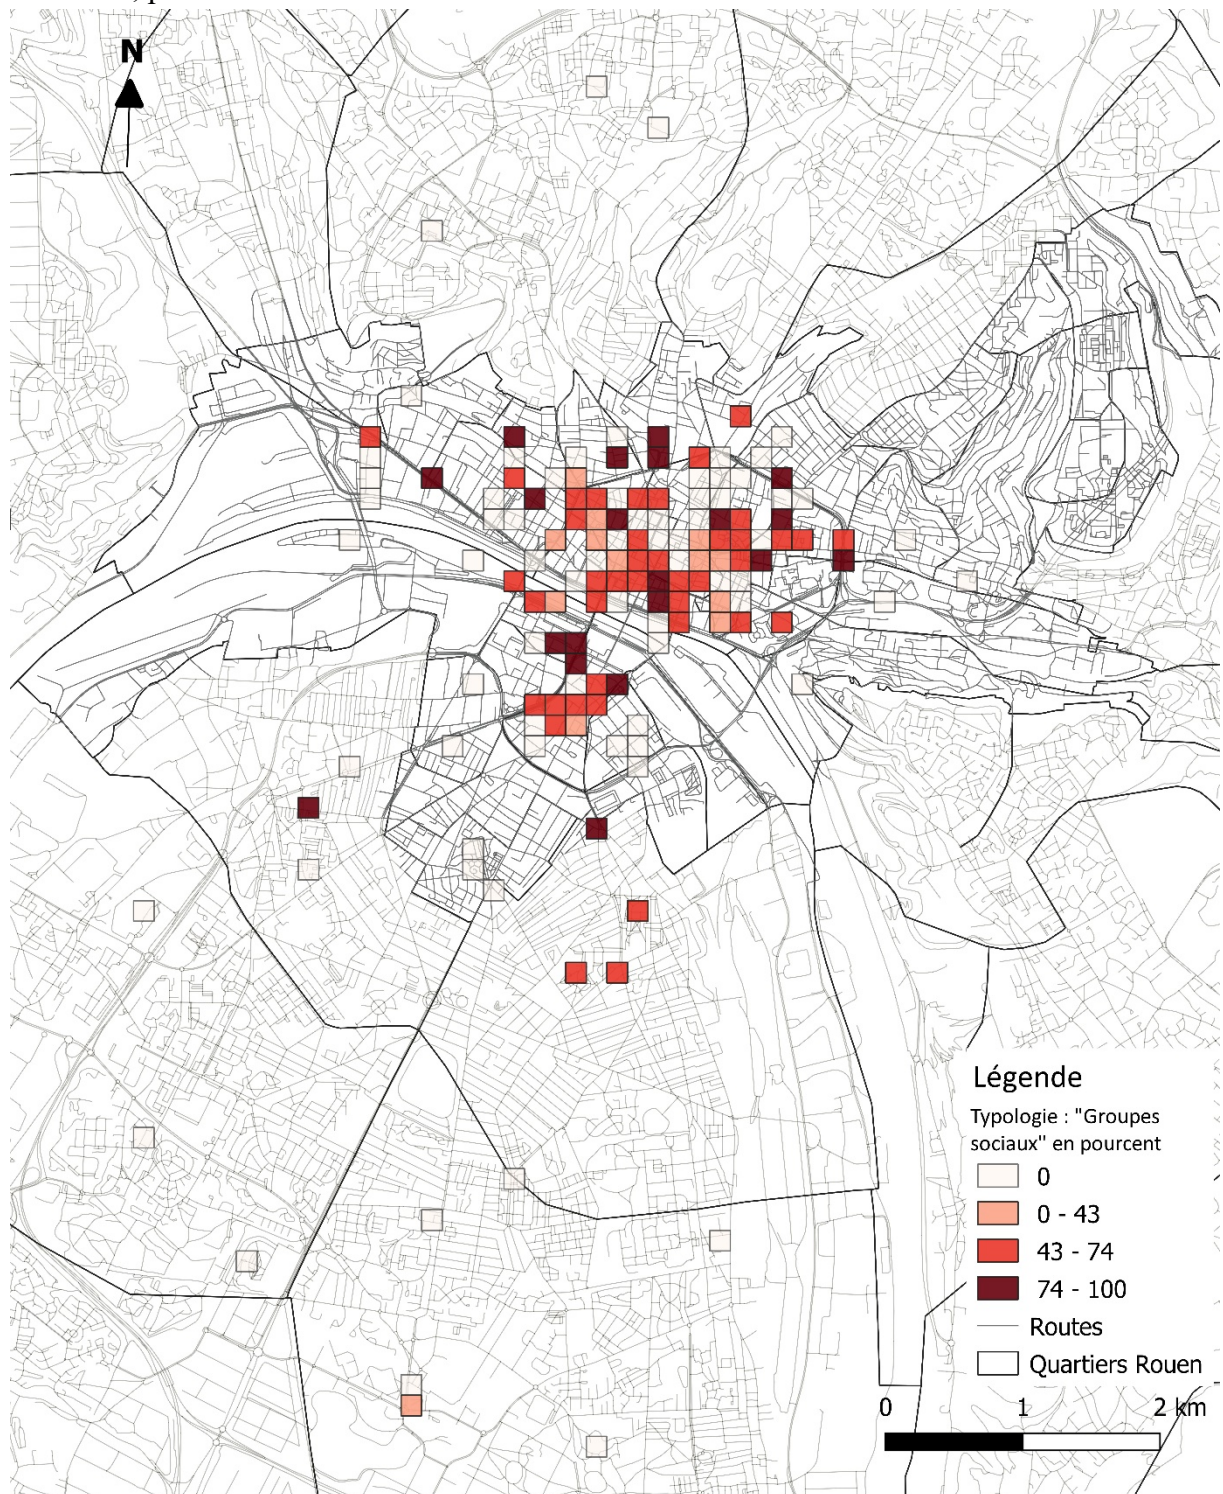 N
Légende
Typologie : "Groupes
sociaux" en pourcent
0
0 - 43
43 - 74
74 - 100
Routes
Quartiers Rouen
0 1 2 km